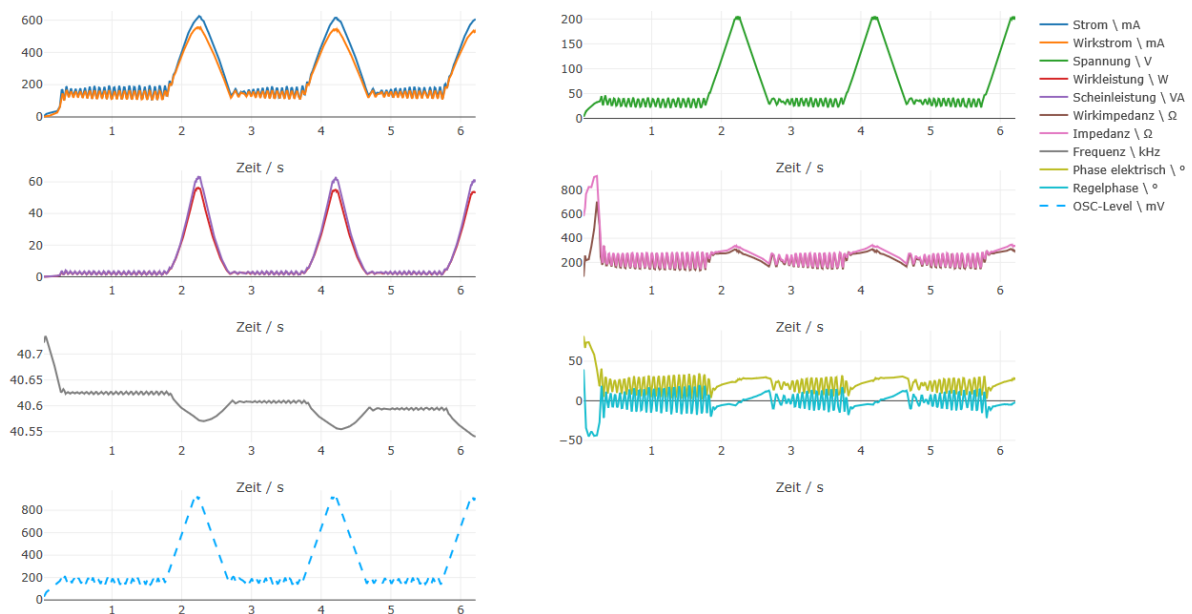 600
400
200
0
1 2 3 4 5 6
Zeit / s
200
150
100
50
0
1 2 3 4 5 6
Zeit / s
Strom \ mA
Wirkstrom \ mA
Spannung \ V
Wirkleistung \ W
Scheinleistung \ VA
Wirkimpedanz \ Ω
Impedanz \ Ω
Frequenz \ kHz
Phase elektrisch \ º
Regelphase \ º
OSC-Level \ mV
60
40
20
0
1 2 3 4 5 6
Zeit / s
800
600
400
200
1 2 3 4 5 6
Zeit / s
40.7
40.65
40.6
40.55
1 2 3 4 5 6
Zeit / s
50
0
−50
1 2 3 4 5 6
Zeit / s
800
600
400
200
0
1 2 3 4 5 6